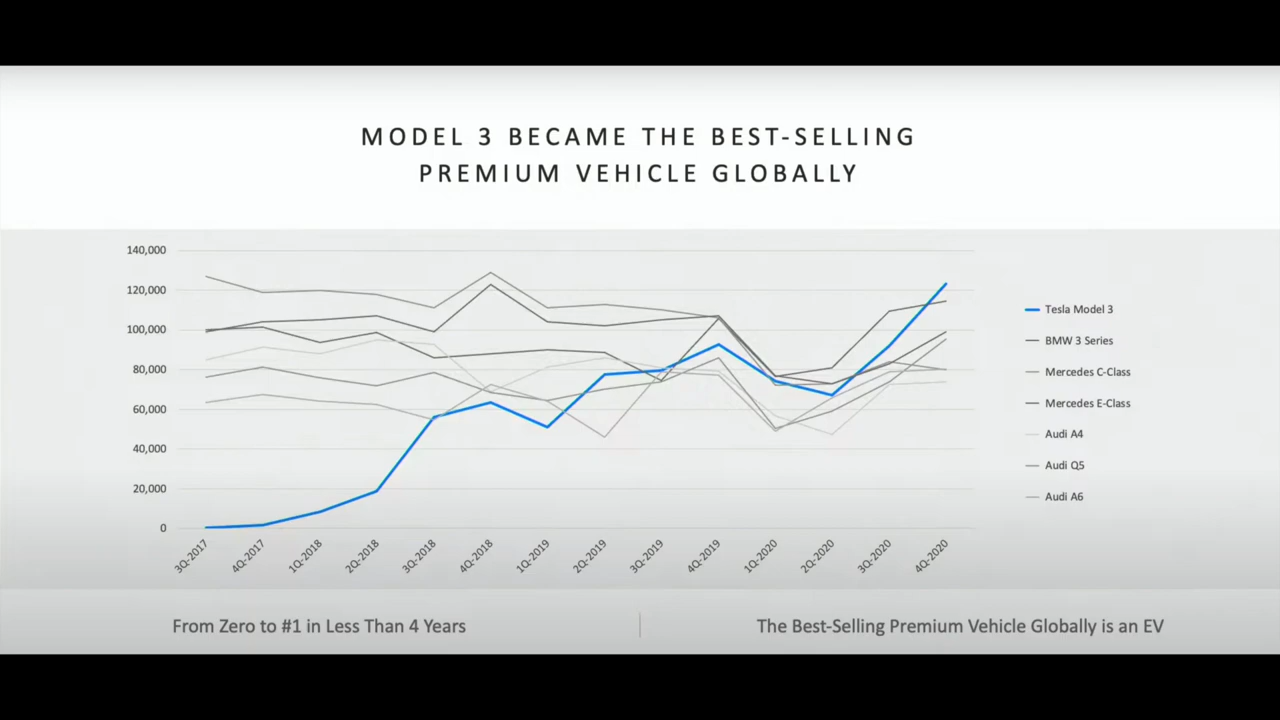 MODEL 3 BECAME THE BEST-SELLING
PREMIUM VEHICLE GLOBALLY
140,000
120,000
100,000
80,000
60,000
40,000
20,000
0
3Q-2017
4Q-2017
1Q-2018
2Q-2018
3Q-2018
4Q-2018
1Q-2019
2Q-2019
3Q-2019
4Q-2019
1Q-2020
2Q-2020
3Q-2020
4Q-2020
Tesla Model 3
BMW 3 Series
Mercedes C-Class
Mercedes E-Class
Audi A4
Audi Q5
Audi A6
From Zero to #1 in Less Than 4 Years
The Best-Selling Premium Vehicle Globally is an EV